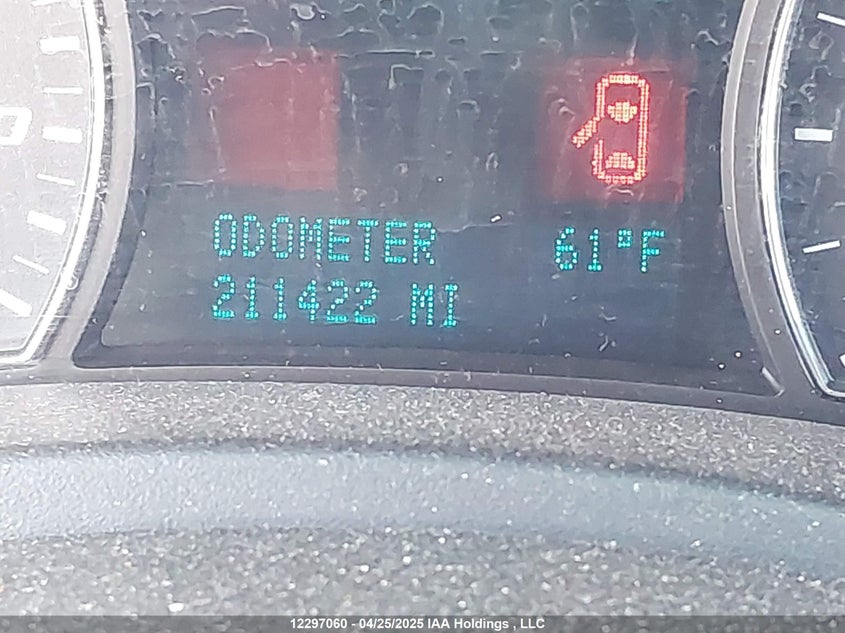 ODOMETER
61°F
211422 MI
12297060 - 04/25/2025 IAA Holdings , LLC